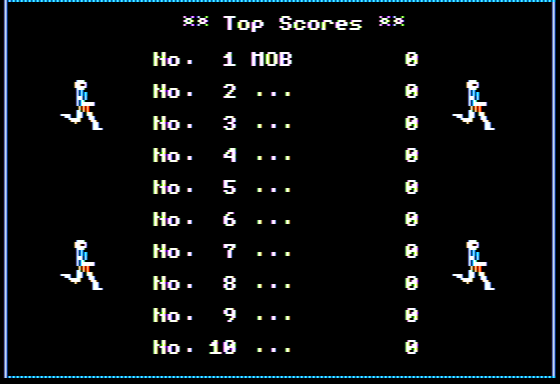 ** Top Scores **
No. 1 MOB 0
No. 2 ... 0
No. 3 ... 0
No. 4 ... 0
No. 5 ... 0
No. 6 ... 0
No. 7 ... 0
No. 8 ... 0
No. 9 ... 0
No. 10 ... 0